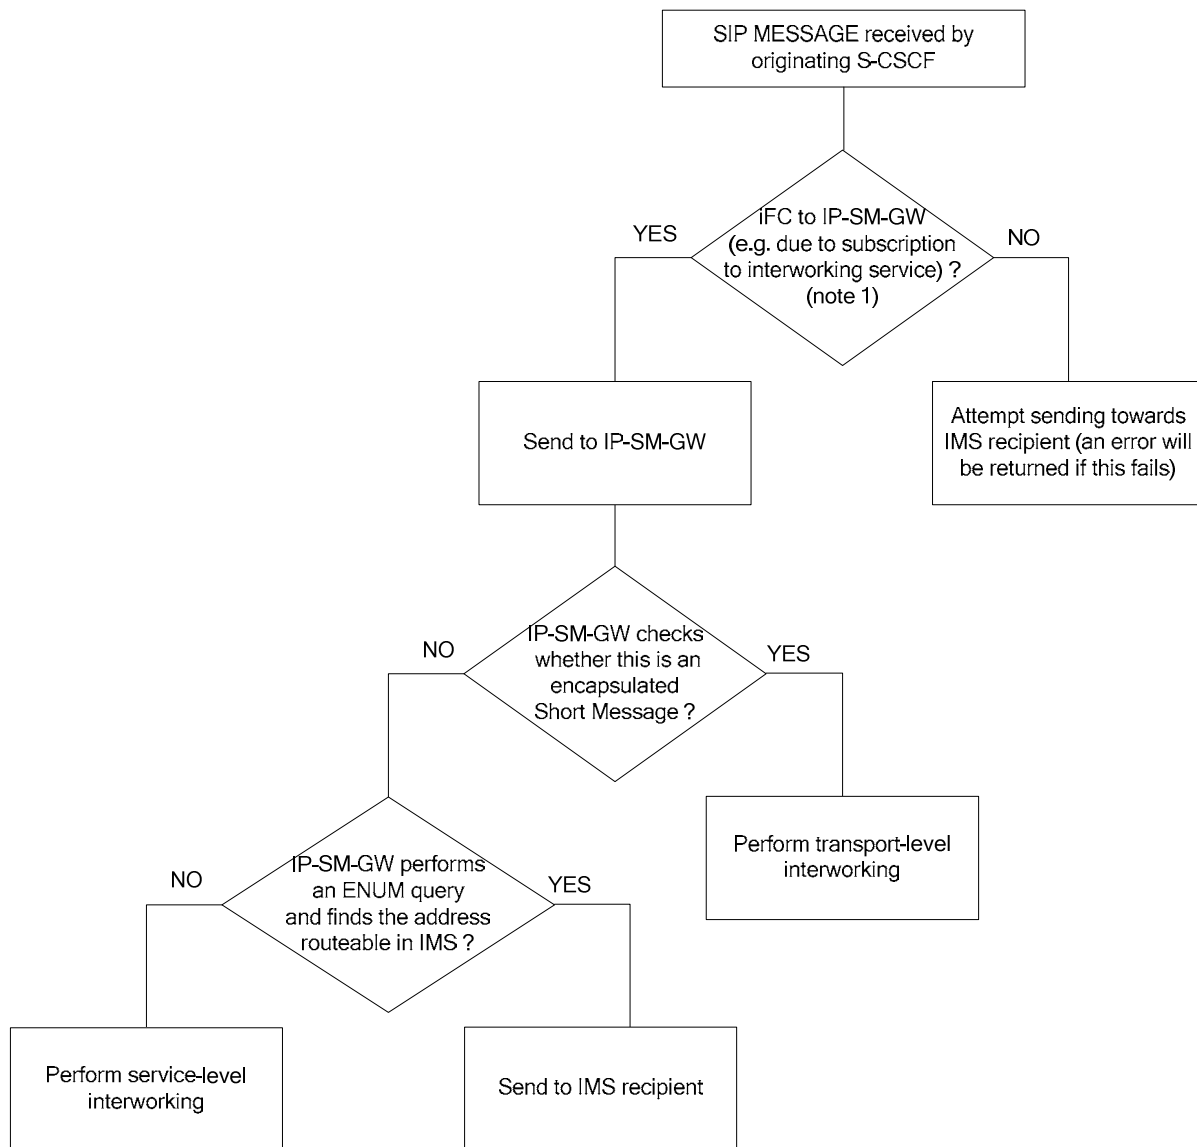 SIP MESSAGE received by
originating S-CSCF
iFC to IP-SM-GW
(e.g. due to subscription
to interworking service) ?
(note 1)
YES
NO
Send to IP-SM-GW
Attempt sending towards
IMS recipient (an error will
be returned if this fails)
IP-SM-GW checks
whether this is an
encapsulated
Short Message ?
NO
YES
Perform transport-level
interworking
IP-SM-GW performs
an ENUM query
and finds the address
routeable in IMS ?
NO
YES
Perform service-level
interworking
Send to IMS recipient